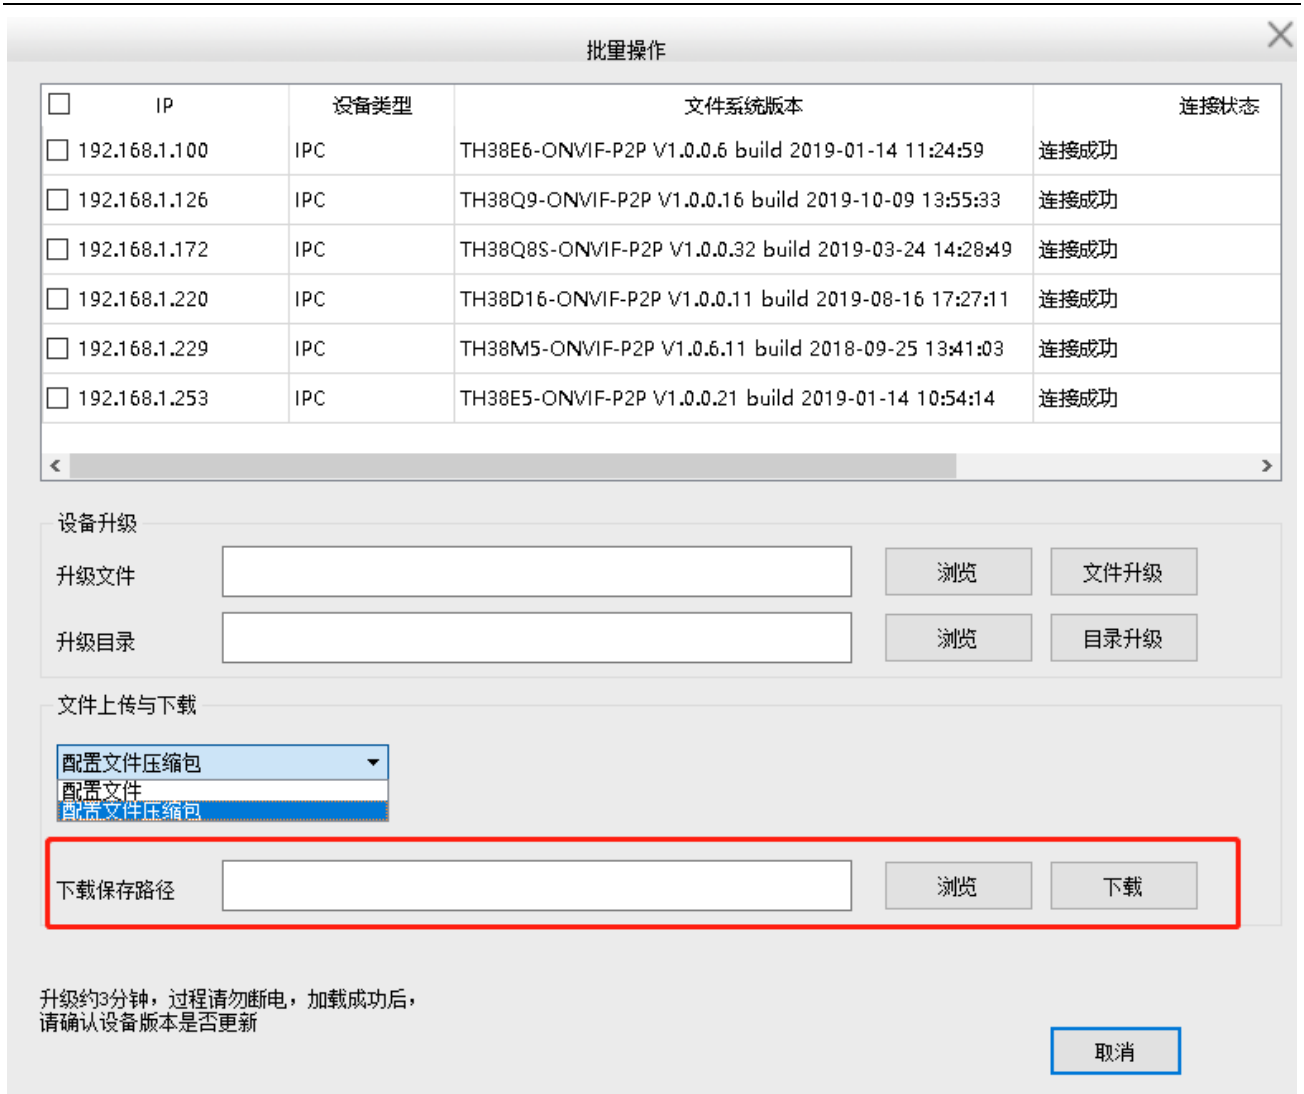 批量操作
IP 设备类型 文件系统版本 连接状态
192.168.1.100 IPC TH38E6-ONVIF-P2P V1.0.0.6 build 2019-01-14 11:24:59 连接成功
192.168.1.126 IPC TH38Q9-ONVIF-P2P V1.0.0.16 build 2019-10-09 13:55:33 连接成功
192.168.1.172 IPC TH38Q8S-ONVIF-P2P V1.0.0.32 build 2019-03-24 14:28:49 连接成功
192.168.1.220 IPC TH38D16-ONVIF-P2P V1.0.0.11 build 2019-08-16 17:27:11 连接成功
192.168.1.229 IPC TH38M5-ONVIF-P2P V1.0.6.11 build 2018-09-25 13:41:03 连接成功
192.168.1.253 IPC TH38E5-ONVIF-P2P V1.0.0.21 build 2019-01-14 10:54:14 连接成功
设备升级
升级文件 浏览 文件升级
升级目录 浏览 目录升级
文件上传与下载
配置文件压缩包
配置文件
配置文件压缩包
下载保存路径 浏览 下载
升级约3分钟，过程请勿断电，加载成功后，
请确认设备版本是否更新
取消